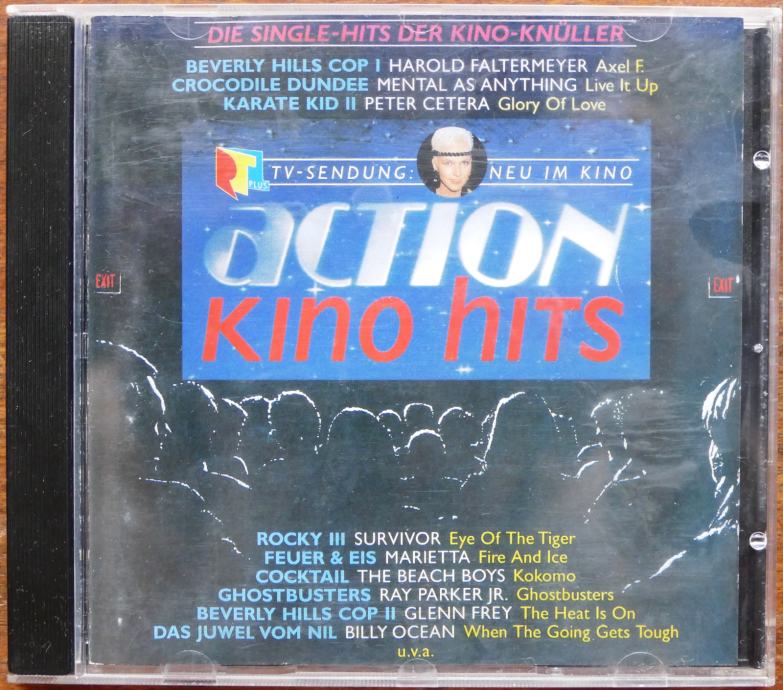 DIE SINGLE-HITS DER KINO-KNÜLLER
BEVERLY HILLS COP I HAROLD FALTERMEYER Axel F.
CROCODILE DUNDEE MENTAL AS ANYTHING Live It Up
KARATE KID II PETER CETERA Glory Of Love
RTL PLUS TV-SENDUNG: NEU IM KINO
aCTION
KINO hITS
EXIT EXIT
ROCKY III SURVIVOR Eye Of The Tiger
FEUER & EIS MARIETTA Fire And Ice
COCKTAIL THE BEACH BOYS Kokomo
GHOSTBUSTERS RAY PARKER JR. Ghostbusters
BEVERLY HILLS COP II GLENN FREY The Heat Is On
DAS JUWEL VOM NIL BILLY OCEAN When The Going Gets Tough
u.v.a.